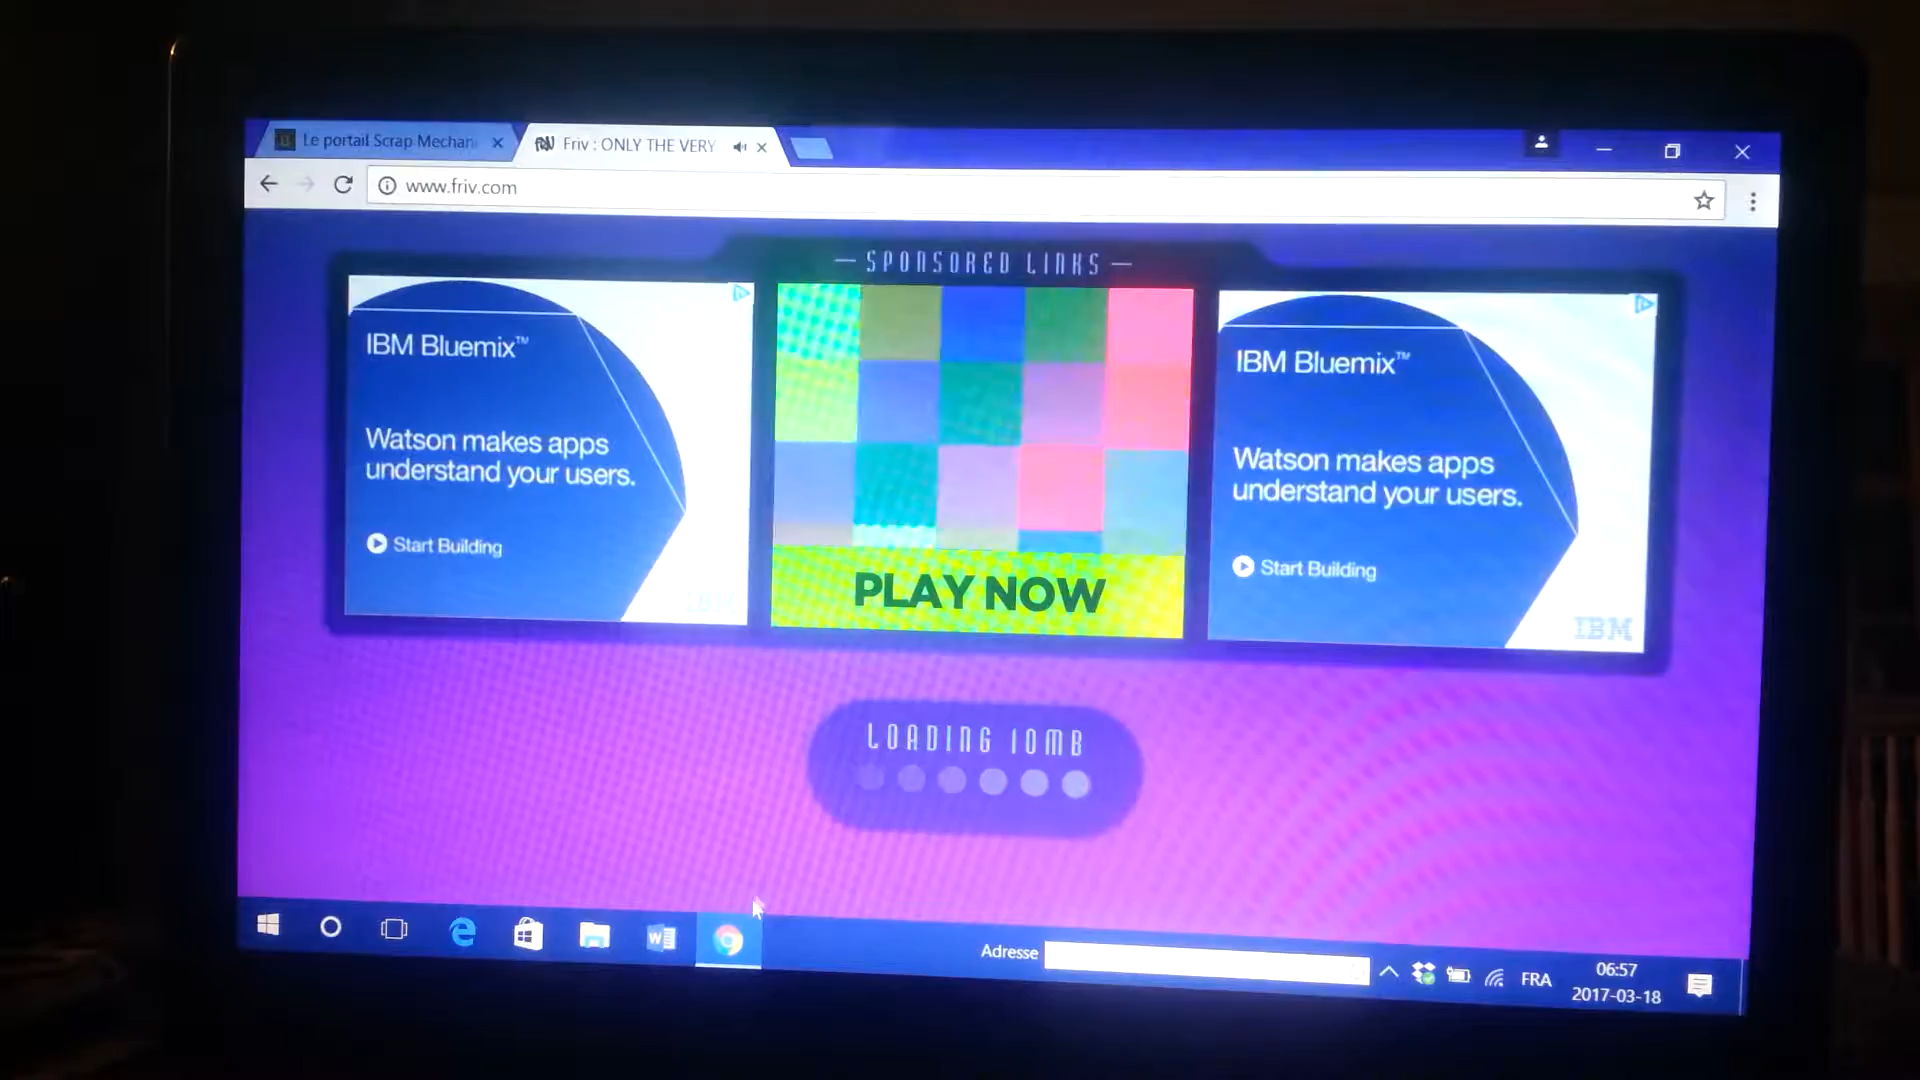 Le portail Scrap Mechan
Friv : ONLY THE VERY
www.friv.com
— SPONSORED LINKS —
IBM Bluemix™
Watson makes apps
understand your users.
Start Building
IBM
PLAY NOW
IBM Bluemix™
Watson makes apps
understand your users.
Start Building
IBM
LOADING 10MB
Adresse
FRA
06:57
2017-03-18